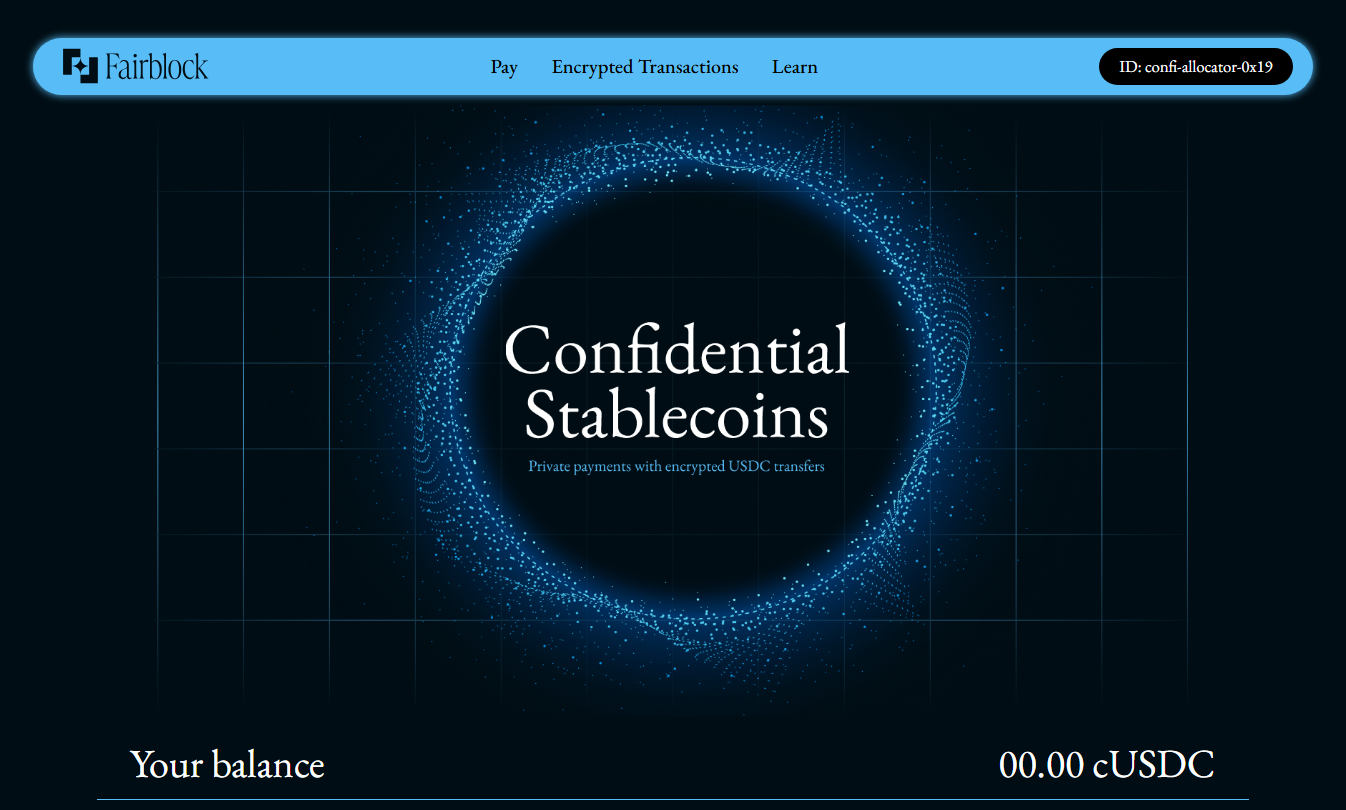 Fairblock
Pay
Encrypted Transactions
Learn
ID: confi-allocator-0x19
Confidential
Stablecoins
Private payments with encrypted USDC transfers
Your balance
00.00 cUSDC